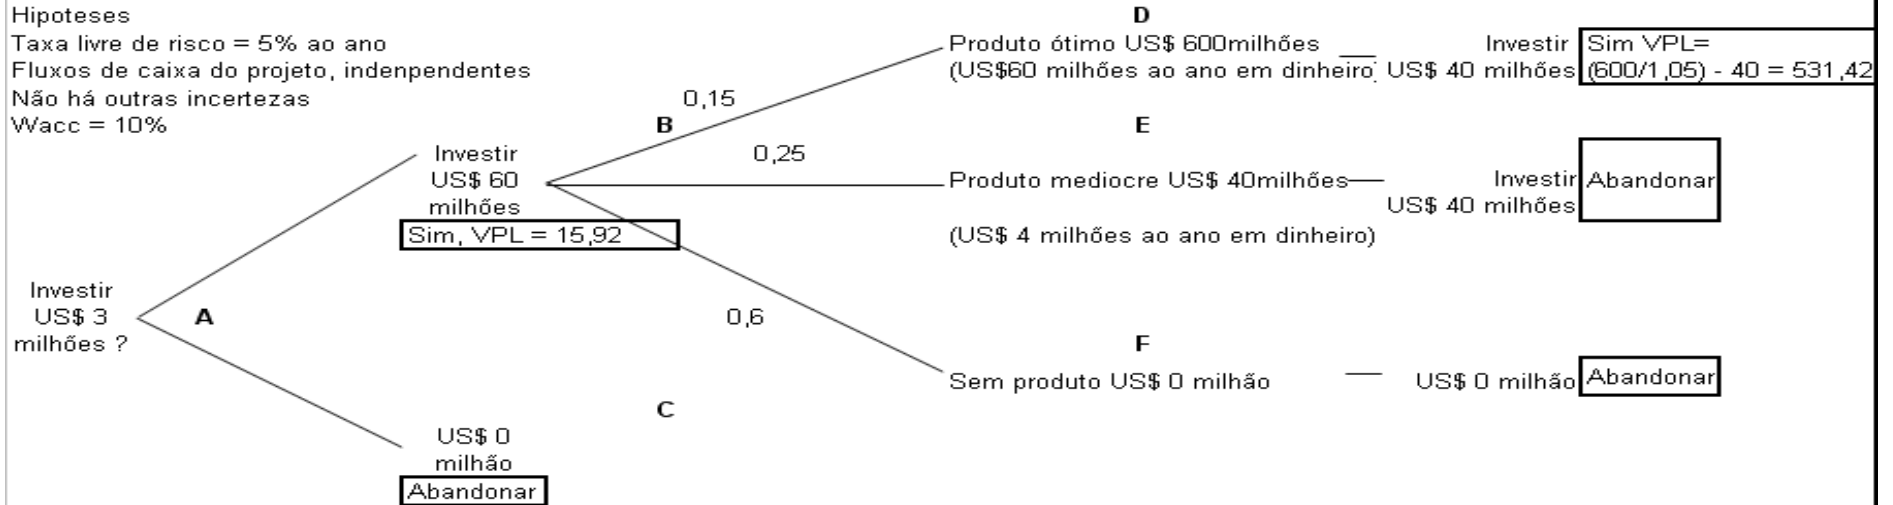 Hipoteses
Taxa livre de risco = 5% ao ano
Fluxos de caixa do projeto, indenpendentes
Não há outras incertezas
Wacc = 10%
Investir
US$ 3
milhões ?
A
B
Investir
US$ 60
milhões
Sim, VPL = 15,92
C
US$ 0
milhão
Abandonar
0,15
0,25
0,6
D
Produto ótimo US$ 600milhões
(US$60 milhões ao ano em dinheiro)
Investir
US$ 40 milhões
Sim VPL=
(600/1,05) - 40 = 531,42
E
Produto mediocre US$ 40milhões
(US$ 4 milhões ao ano em dinheiro)
Investir
US$ 40 milhões
Abandonar
F
Sem produto US$ 0 milhão
US$ 0 milhão
Abandonar